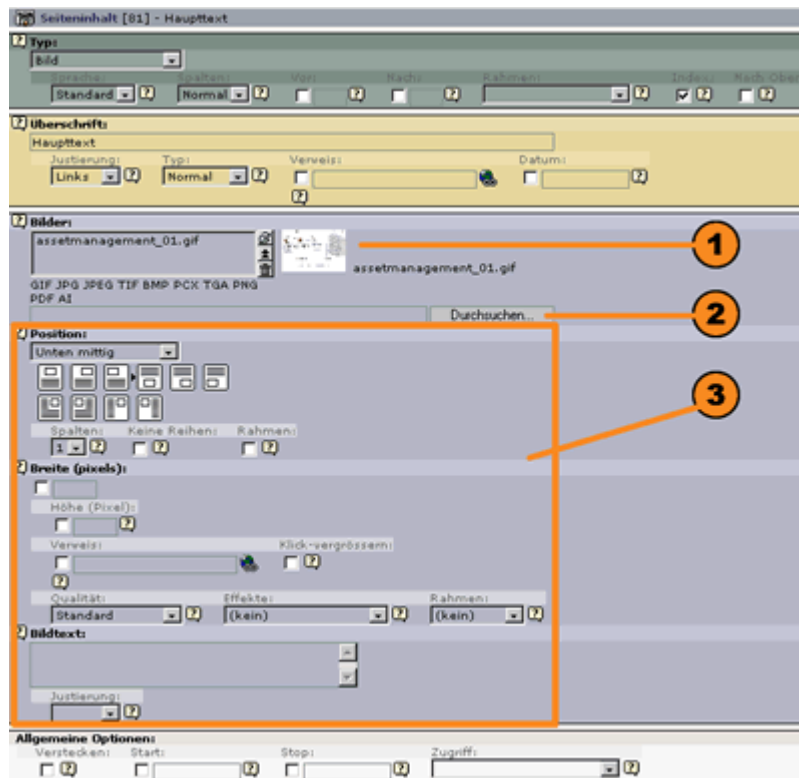 Seiteninhalt [81] - Haupttext
Typ:
Bild
Sprache: Spalten: Vor: Nach: Rahmen: Index: Nach Oben
Standard Normal
Überschrift:
Haupttext
Justierung: Typ: Verweis: Datum:
Links Normal
Bilder:
assetmanagement_01.gif
1
assetmanagement_01.gif
GIF JPG JPEG TIF BMP PCX TGA PNG
PDF AI
Durchsuchen...
2
Position:
Unten mittig
3
Spalten: Keine Reihen: Rahmen:
1
Breite (pixels):
Höhe (Pixel):
Verweis: Klick-vergrössern:
Qualität: Effekte: Rahmen:
Standard (kein) (kein)
Bildtext:
Justierung:
Allgemeine Optionen:
Verstecken: Start: Stop: Zugriff: